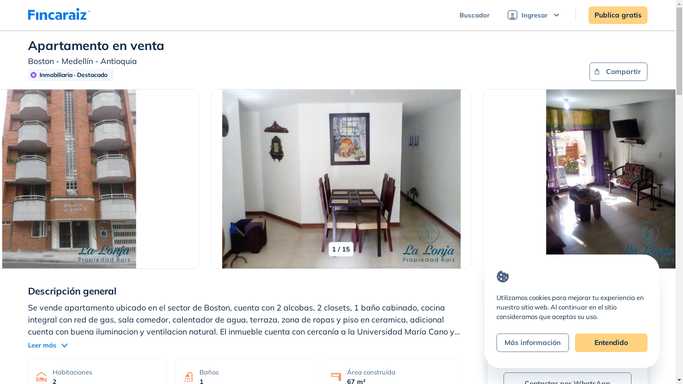 Fincaraiz
Buscador
Ingresar
Publica gratis
Apartamento en venta
Boston - Medellín - Antioquia
Inmobiliaria - Destacado
Compartir
La Lonja
Propiedad Raíz
1 / 15
La Lonja
Propiedad Raíz
La Lonja
Propiedad Raíz
Descripción general
Se vende apartamento ubicado en el sector de Boston, cuenta con 2 alcobas, 2 closets, 1 baño cabinado, cocina
integral con red de gas, sala comedor, calentador de agua, terraza, zona de ropas y piso en ceramica, adicional
cuenta con buena iluminacion y ventilacion natural. El inmueble cuenta con cercanía a la Universidad María Cano y...
Leer más
Habitaciones
2
Baños
1
Área construida
67 m²
Utilizamos cookies para mejorar tu experiencia en
nuestro sitio web. Al continuar en el sitio
consideramos que aceptas su uso.
Más información
Entendido
Contactar por WhatsApp